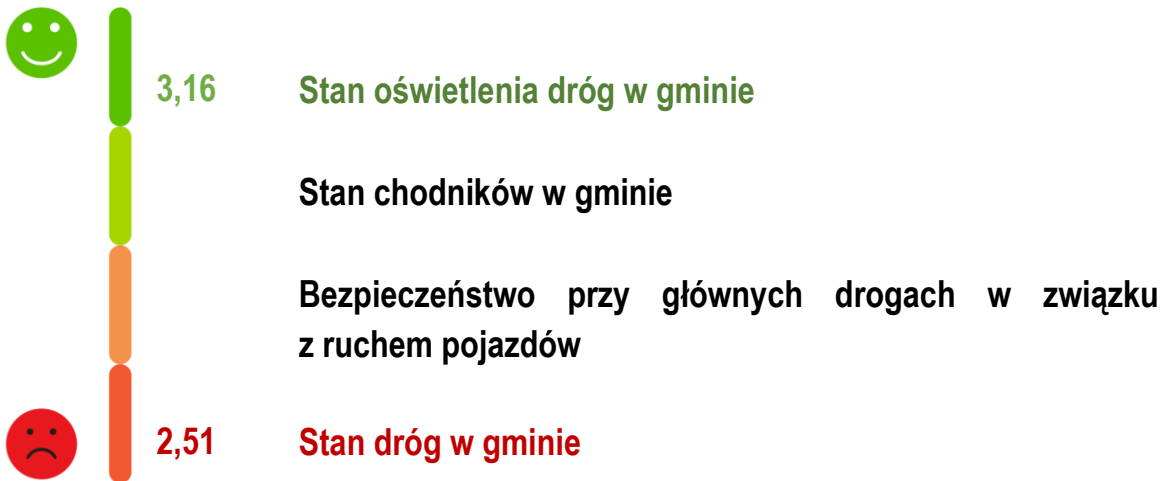 3,16 Stan oświetlenia dróg w gminie
Stan chodników w gminie
Bezpieczeństwo przy głównych drogach w związku
z ruchem pojazdów
2,51 Stan dróg w gminie